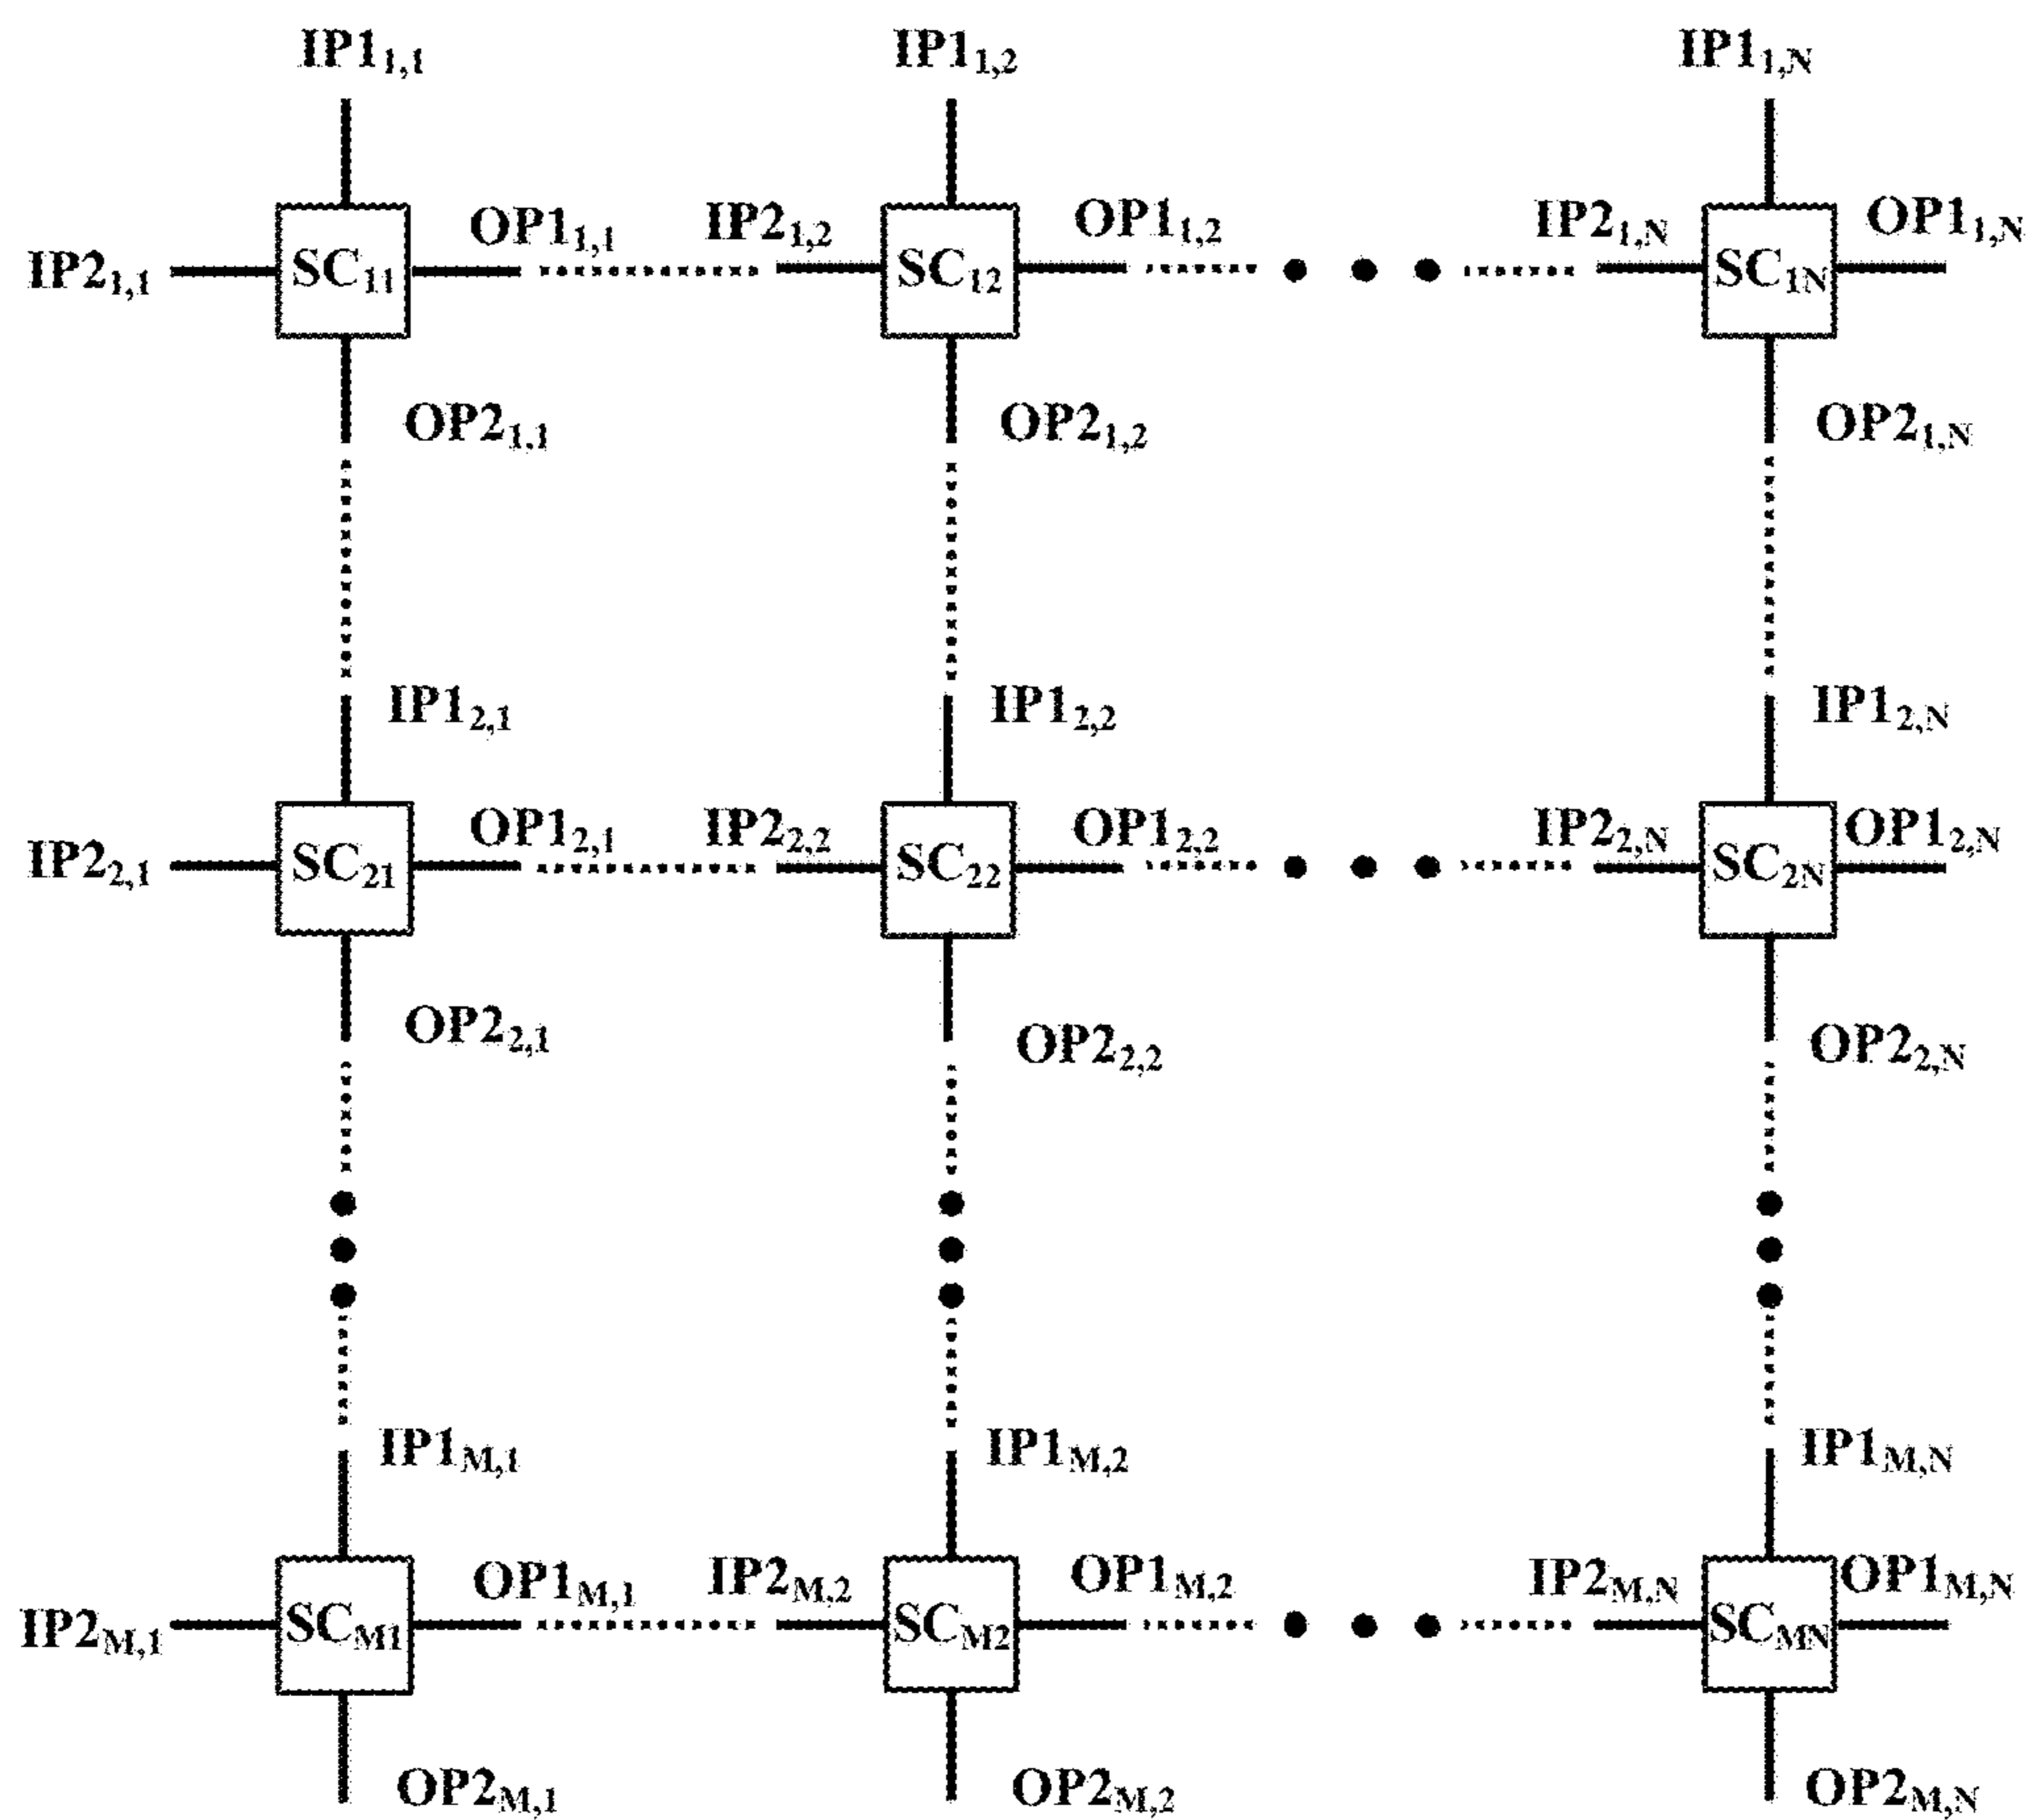 IP1₁,₁ IP1₁,₂ IP1₁,N
OP1₁,₁ IP2₁,₂ OP1₁,₂ IP2₁,N OP1₁,N
IP2₁,₁ SC₁₁ SC₁₂ SC₁N
OP2₁,₁ OP2₁,₂ OP2₁,N
IP1₂,₁ IP1₂,₂ IP1₂,N
OP1₂,₁ IP2₂,₂ OP1₂,₂ IP2₂,N OP1₂,N
IP2₂,₁ SC₂₁ SC₂₂ SC₂N
OP2₂,₁ OP2₂,₂ OP2₂,N
IP1M,₁ IP1M,₂ IP1M,N
OP1M,₁ IP2M,₂ OP1M,₂ IP2M,N OP1M,N
IP2M,₁ SCM₁ SCM₂ SCMN
OP2M,₁ OP2M,₂ OP2M,N